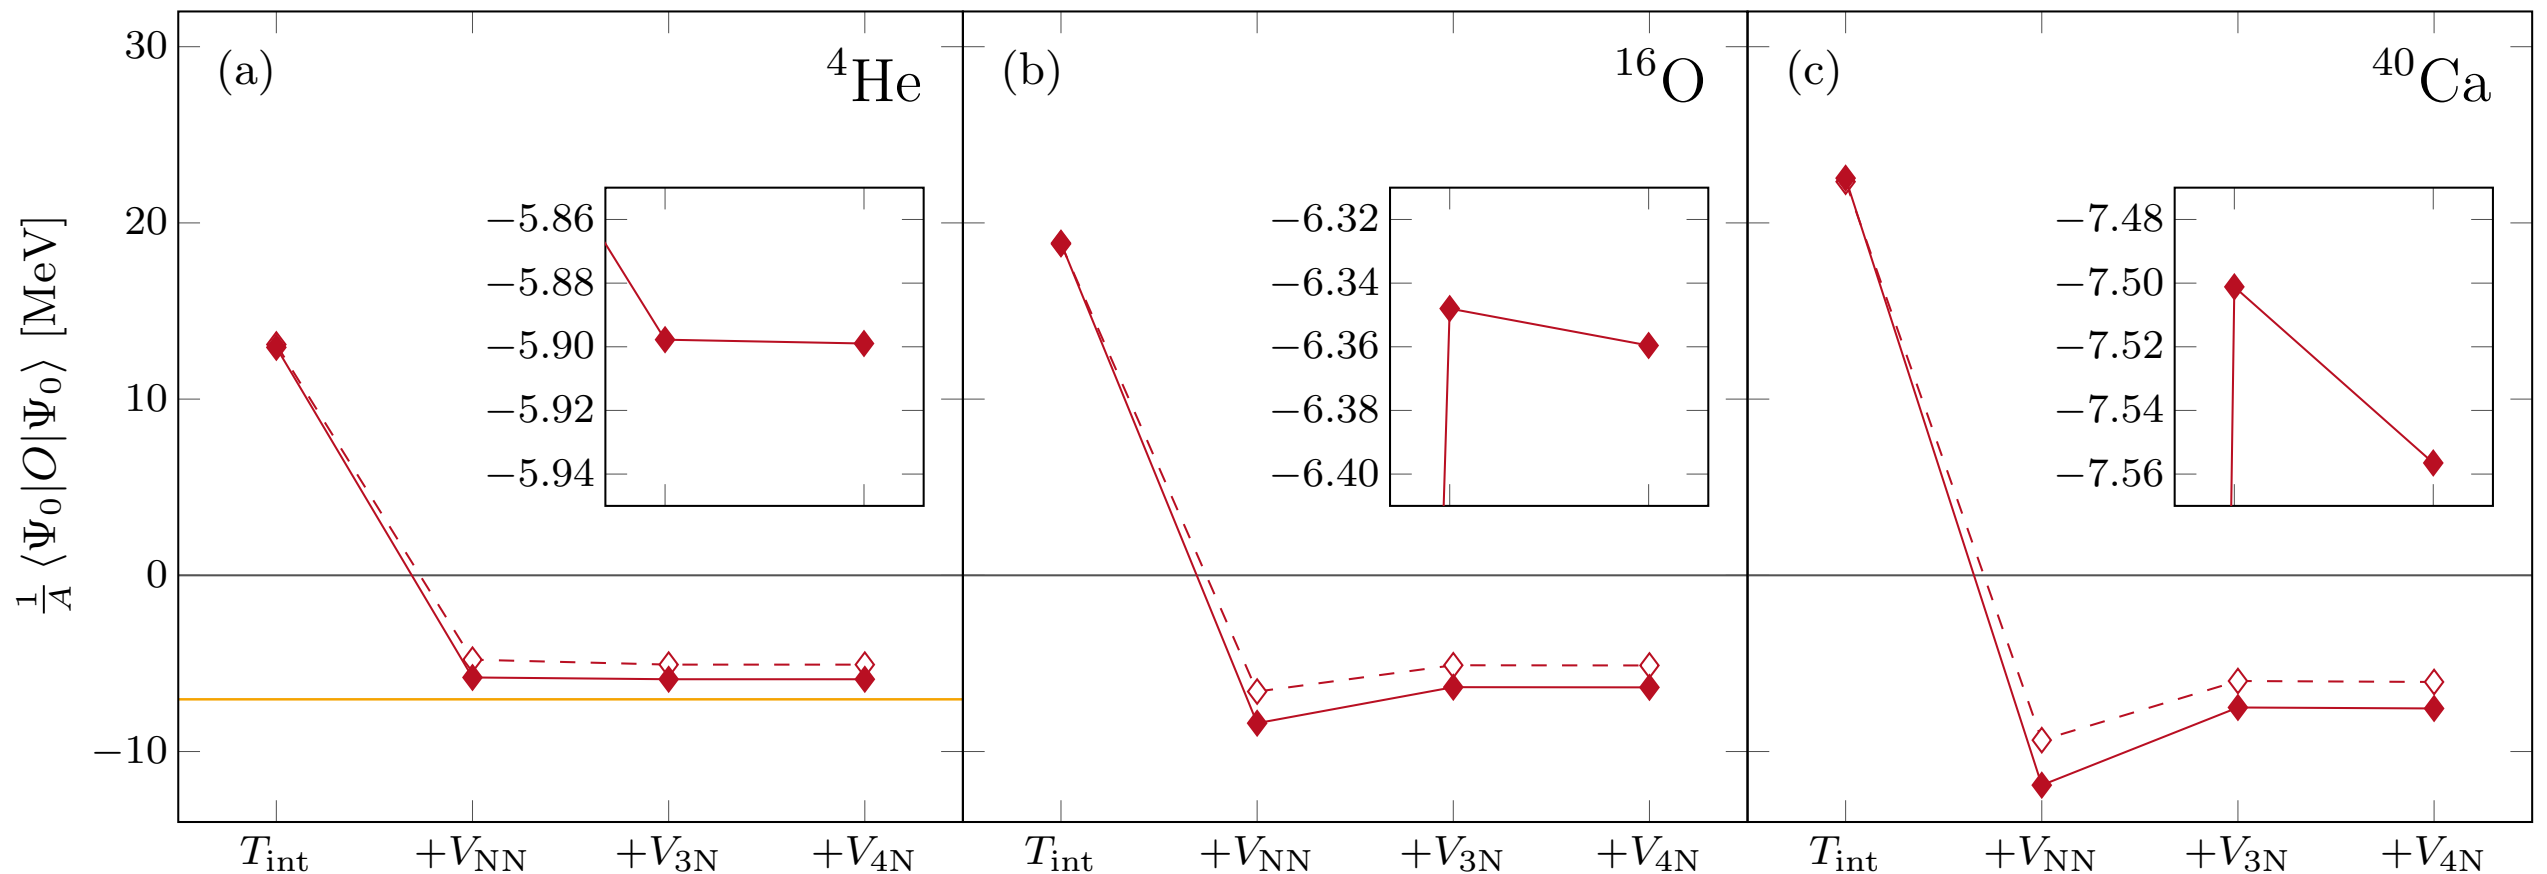 30
20
10
0
−10
1/A ⟨Ψ₀|O|Ψ₀⟩ [MeV]
(a)
⁴He
−5.86
−5.88
−5.90
−5.92
−5.94
T_int
+V_NN
+V_3N
+V_4N
(b)
¹⁶O
−6.32
−6.34
−6.36
−6.38
−6.40
T_int
+V_NN
+V_3N
+V_4N
(c)
⁴⁰Ca
−7.48
−7.50
−7.52
−7.54
−7.56
T_int
+V_NN
+V_3N
+V_4N